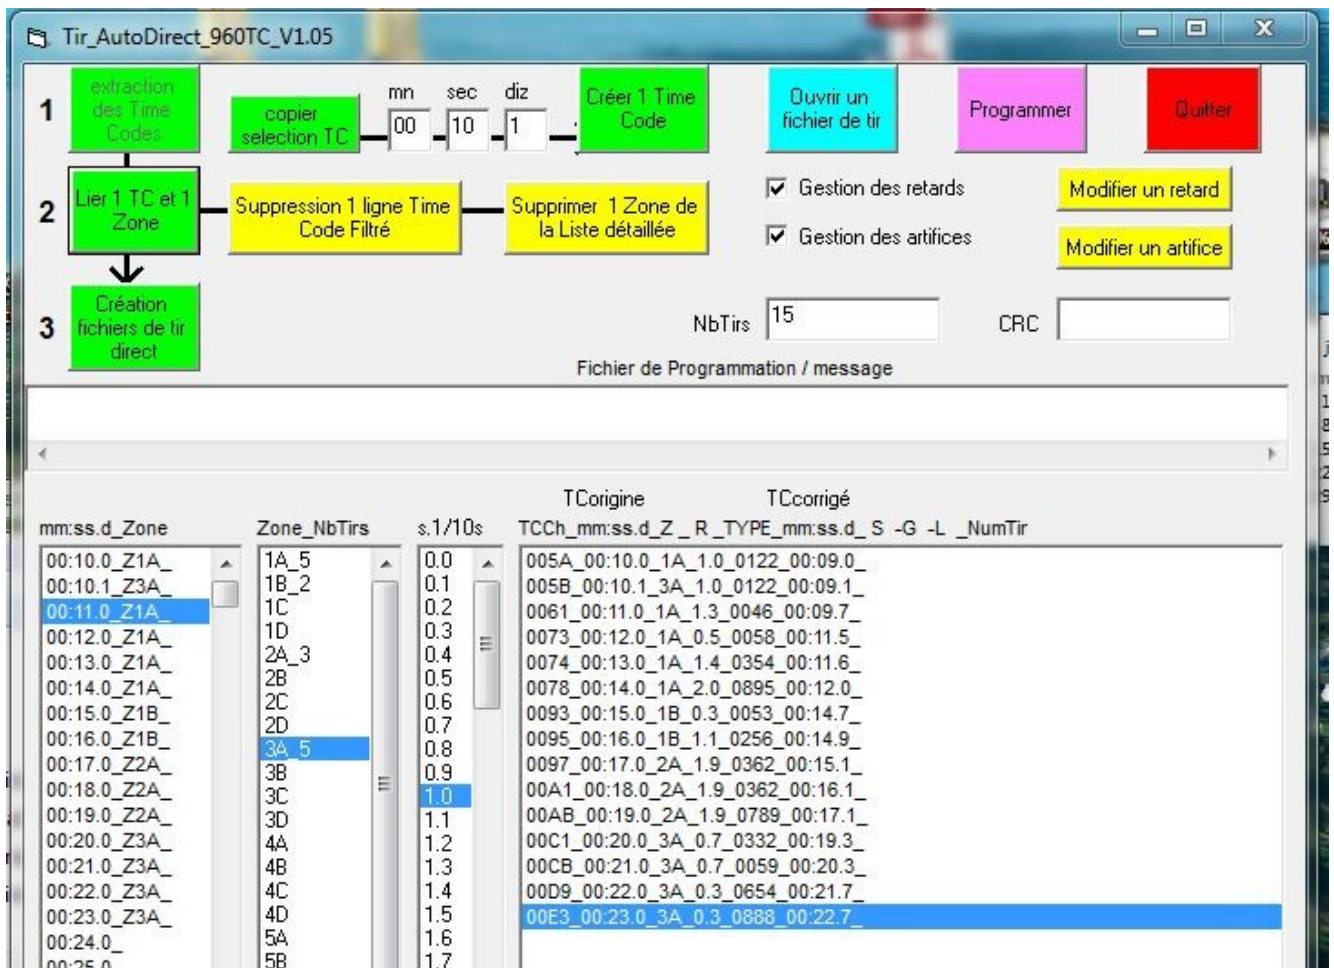 Tir_AutoDirect_960TC_V1.05
1
extraction
des Time
Codes
copier
selection TC
mn sec diz
00 10 1
Créer 1 Time
Code
Ouvrir un
fichier de tir
Programmer
Quitter
2
Lier 1 TC et 1
Zone
Suppression 1 ligne Time
Code Filtré
Supprimer 1 Zone de
la Liste détaillée
Gestion des retards
Modifier un retard
Gestion des artifices
Modifier un artifice
3
Création
fichiers de tir
direct
NbTirs 15 CRC
Fichier de Programmation / message
TCorigine TCcorrigé
mm:ss.d_Zone Zone_NbTirs s.1/10s TCCh_mm:ss.d_Z _ R _TYPE_mm:ss.d_ S -G -L _NumTir
00:10.0_Z1A_
00:10.1_Z3A_
00:11.0_Z1A_
00:12.0_Z1A_
00:13.0_Z1A_
00:14.0_Z1A_
00:15.0_Z1B_
00:16.0_Z1B_
00:17.0_Z2A_
00:18.0_Z2A_
00:19.0_Z2A_
00:20.0_Z3A_
00:21.0_Z3A_
00:22.0_Z3A_
00:23.0_Z3A_
00:24.0_
00:25.0_
1A_5
1B_2
1C
1D
2A_3
2B
2C
2D
3A_5
3B
3C
3D
4A
4B
4C
4D
5A
5B
0.0
0.1
0.2
0.3
0.4
0.5
0.6
0.7
0.8
0.9
1.0
1.1
1.2
1.3
1.4
1.5
1.6
1.7
005A_00:10.0_1A_1.0_0122_00:09.0_
005B_00:10.1_3A_1.0_0122_00:09.1_
0061_00:11.0_1A_1.3_0046_00:09.7_
0073_00:12.0_1A_0.5_0058_00:11.5_
0074_00:13.0_1A_1.4_0354_00:11.6_
0078_00:14.0_1A_2.0_0895_00:12.0_
0093_00:15.0_1B_0.3_0053_00:14.7_
0095_00:16.0_1B_1.1_0256_00:14.9_
0097_00:17.0_2A_1.9_0362_00:15.1_
00A1_00:18.0_2A_1.9_0362_00:16.1_
00AB_00:19.0_2A_1.9_0789_00:17.1_
00C1_00:20.0_3A_0.7_0332_00:19.3_
00CB_00:21.0_3A_0.7_0059_00:20.3_
00D9_00:22.0_3A_0.3_0654_00:21.7_
00E3_00:23.0_3A_0.3_0888_00:22.7_